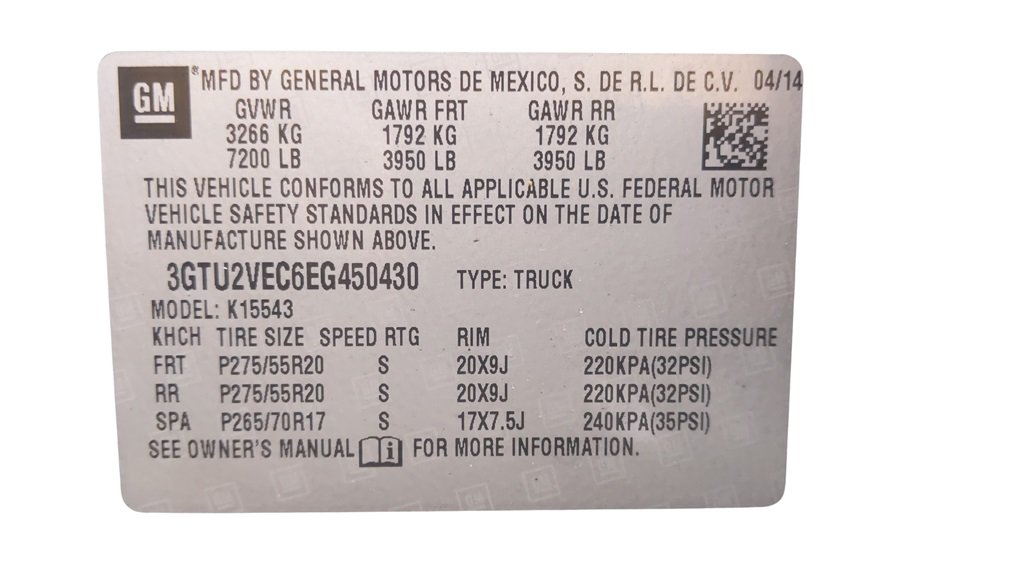 GM *MFD BY GENERAL MOTORS DE MEXICO, S. DE R.L. DE C.V. 04/14
GVWR GAWR FRT GAWR RR
3266 KG 1792 KG 1792 KG
7200 LB 3950 LB 3950 LB
THIS VEHICLE CONFORMS TO ALL APPLICABLE U.S. FEDERAL MOTOR
VEHICLE SAFETY STANDARDS IN EFFECT ON THE DATE OF
MANUFACTURE SHOWN ABOVE.
3GTU2VEC6EG450430 TYPE: TRUCK
MODEL: K15543
KHCH TIRE SIZE SPEED RTG RIM COLD TIRE PRESSURE
FRT P275/55R20 S 20X9J 220KPA(32PSI)
RR P275/55R20 S 20X9J 220KPA(32PSI)
SPA P265/70R17 S 17X7.5J 240KPA(35PSI)
SEE OWNER'S MANUAL i FOR MORE INFORMATION.